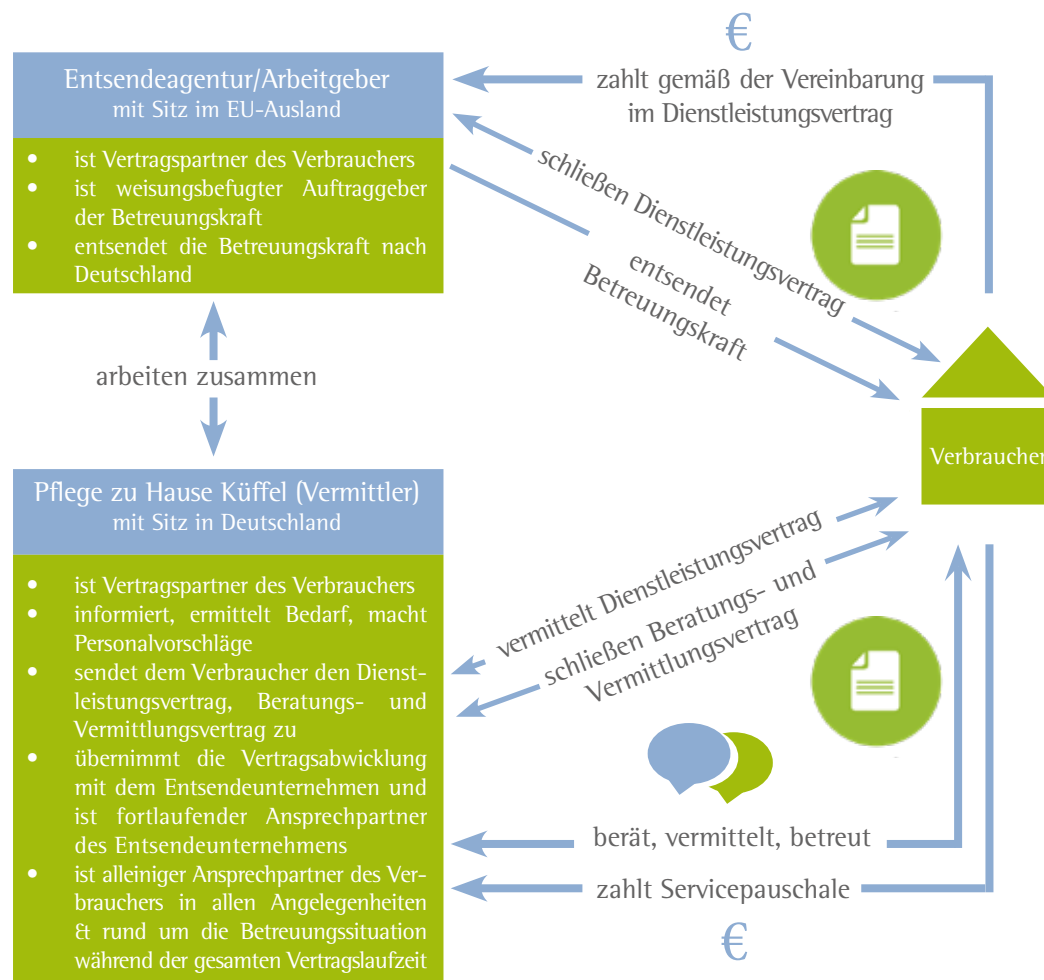 €
Entsendeagentur/Arbeitgeber
mit Sitz im EU-Ausland
• ist Vertragspartner des Verbrauchers
• ist weisungsbefugter Auftraggeber
der Betreuungskraft
• entsendet die Betreuungskraft nach
Deutschland
zahlt gemäß der Vereinbarung
im Dienstleistungsvertrag
schließen Dienstleistungsvertrag
entsendet
Betreuungskraft
arbeiten zusammen
Verbraucher
Pflege zu Hause Küffel (Vermittler)
mit Sitz in Deutschland
• ist Vertragspartner des Verbrauchers
• informiert, ermittelt Bedarf, macht
Personalvorschläge
• sendet dem Verbraucher den Dienst-
leistungsvertrag, Beratungs- und
Vermittlungsvertrag zu
• übernimmt die Vertragsabwicklung
mit dem Entsendeunternehmen und
ist fortlaufender Ansprechpartner
des Entsendeunternehmens
• ist alleiniger Ansprechpartner des Ver-
brauchers in allen Angelegenheiten
& rund um die Betreuungssituation
während der gesamten Vertragslaufzeit
vermittelt Dienstleistungsvertrag
schließen Beratungs- und
Vermittlungsvertrag
berät, vermittelt, betreut
zahlt Servicepauschale
€